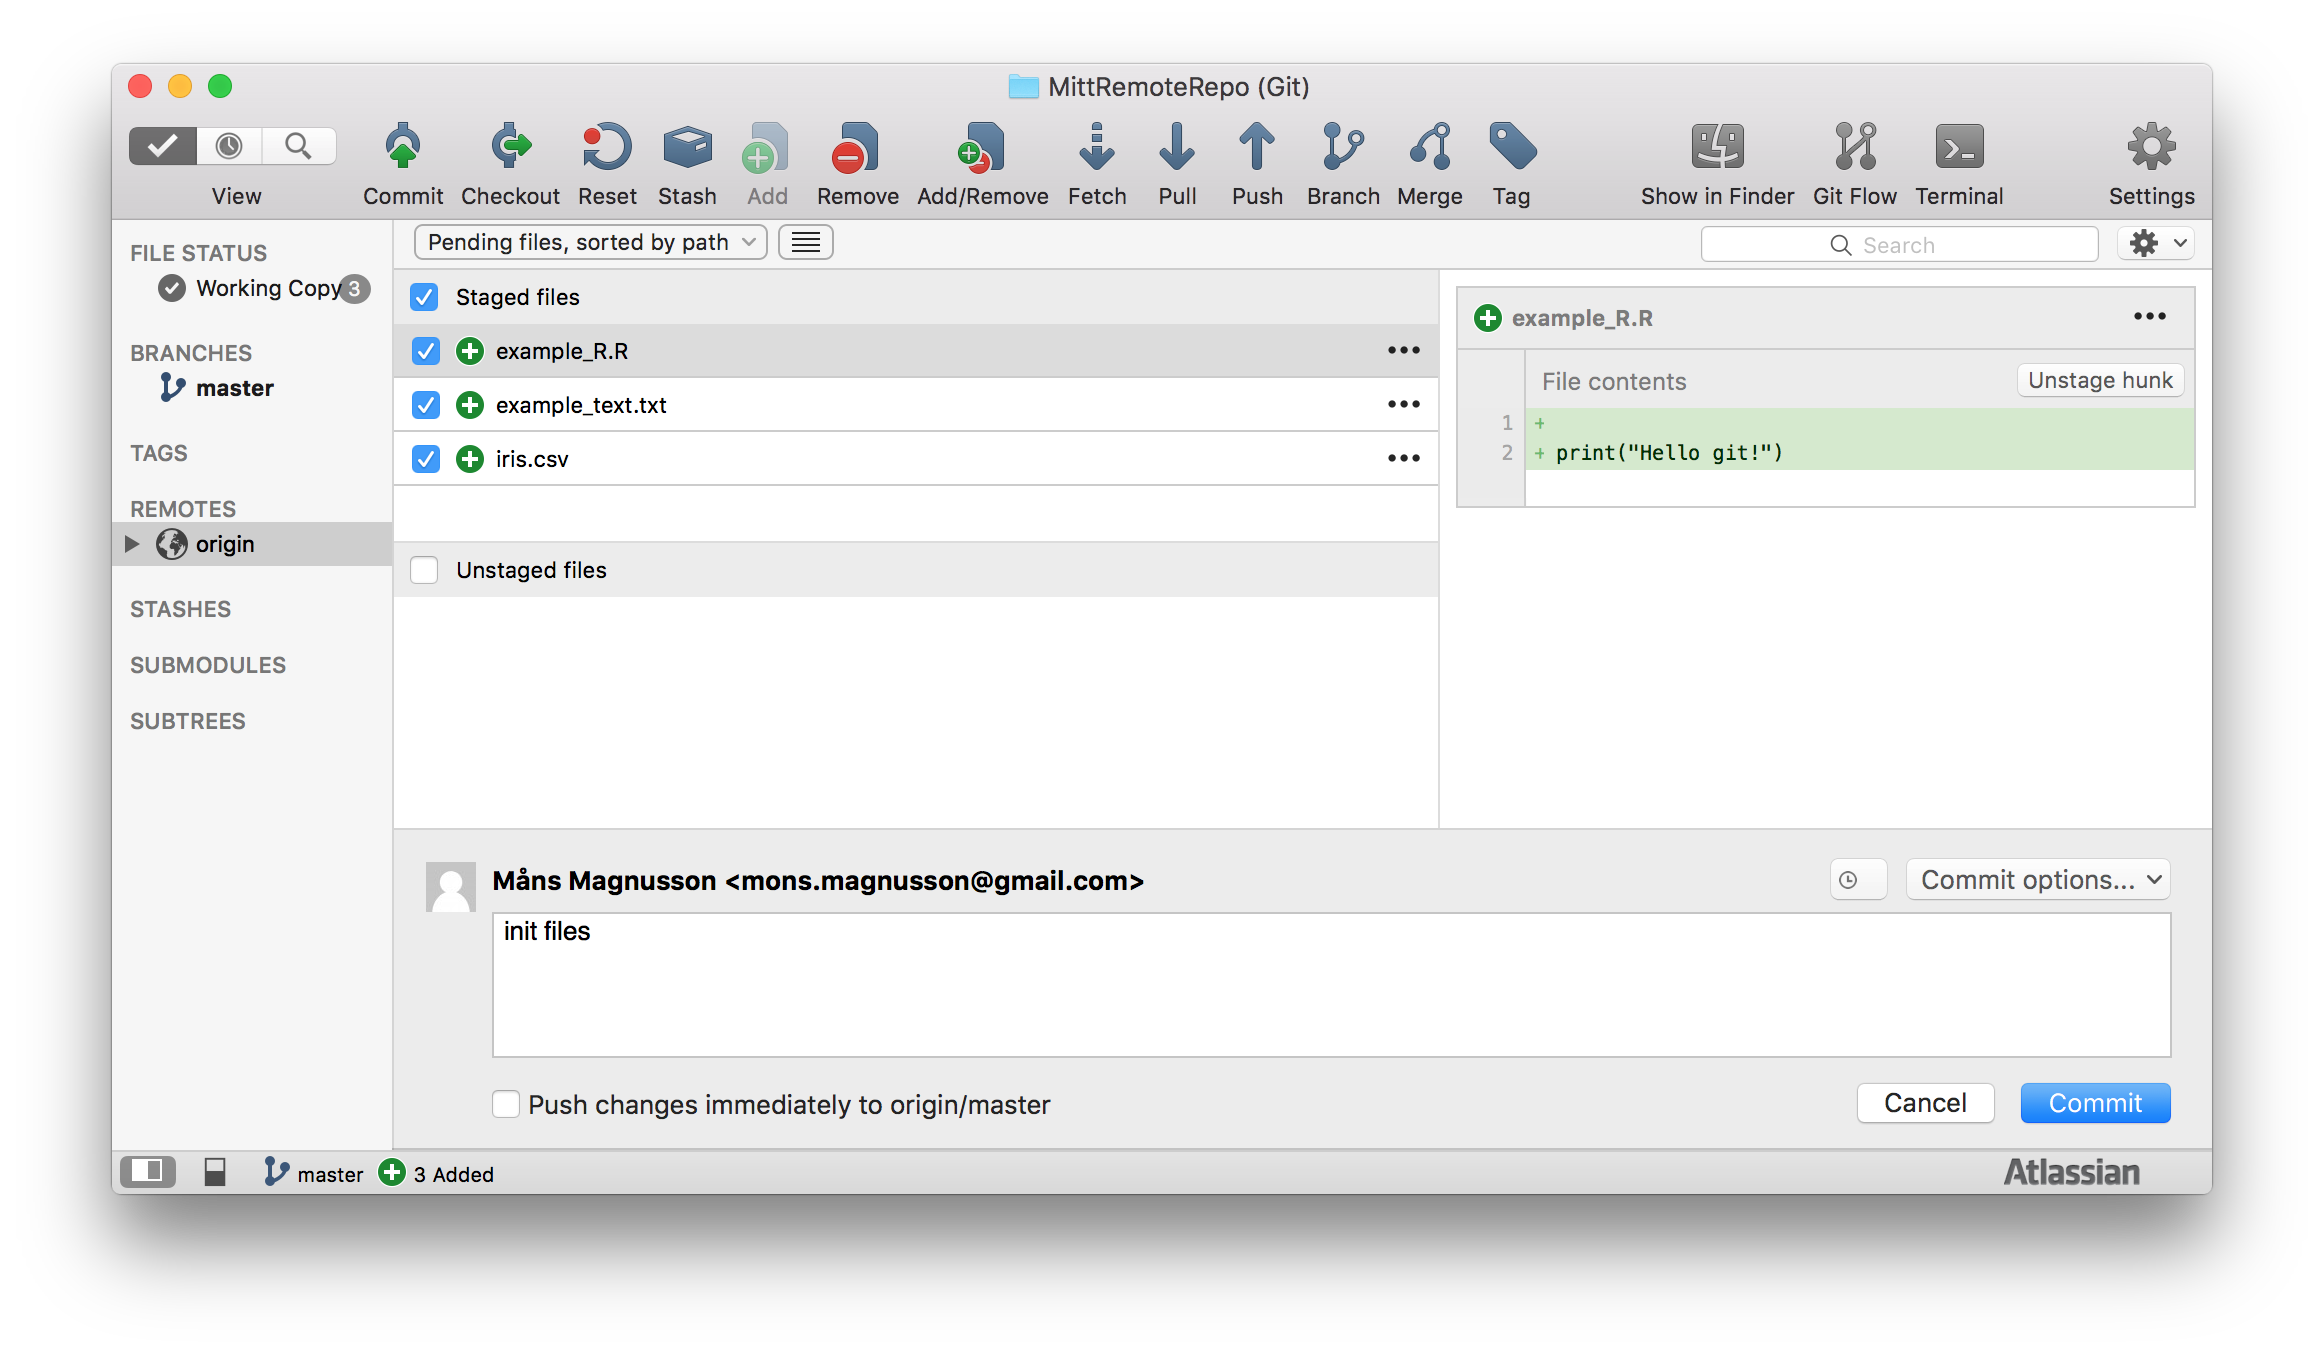 MittRemoteRepo (Git)
View
Commit
Checkout
Reset
Stash
Add
Remove
Add/Remove
Fetch
Pull
Push
Branch
Merge
Tag
Show in Finder
Git Flow
Terminal
Settings
FILE STATUS
Working Copy 3
BRANCHES
master
TAGS
REMOTES
origin
STASHES
SUBMODULES
SUBTREES
Pending files, sorted by path
Search
Staged files
example_R.R
example_text.txt
iris.csv
Unstaged files
example_R.R
File contents
Unstage hunk
1 +
2 + print("Hello git!")
Måns Magnusson <mons.magnusson@gmail.com>
Commit options...
init files
Push changes immediately to origin/master
Cancel
Commit
master
3 Added
Atlassian